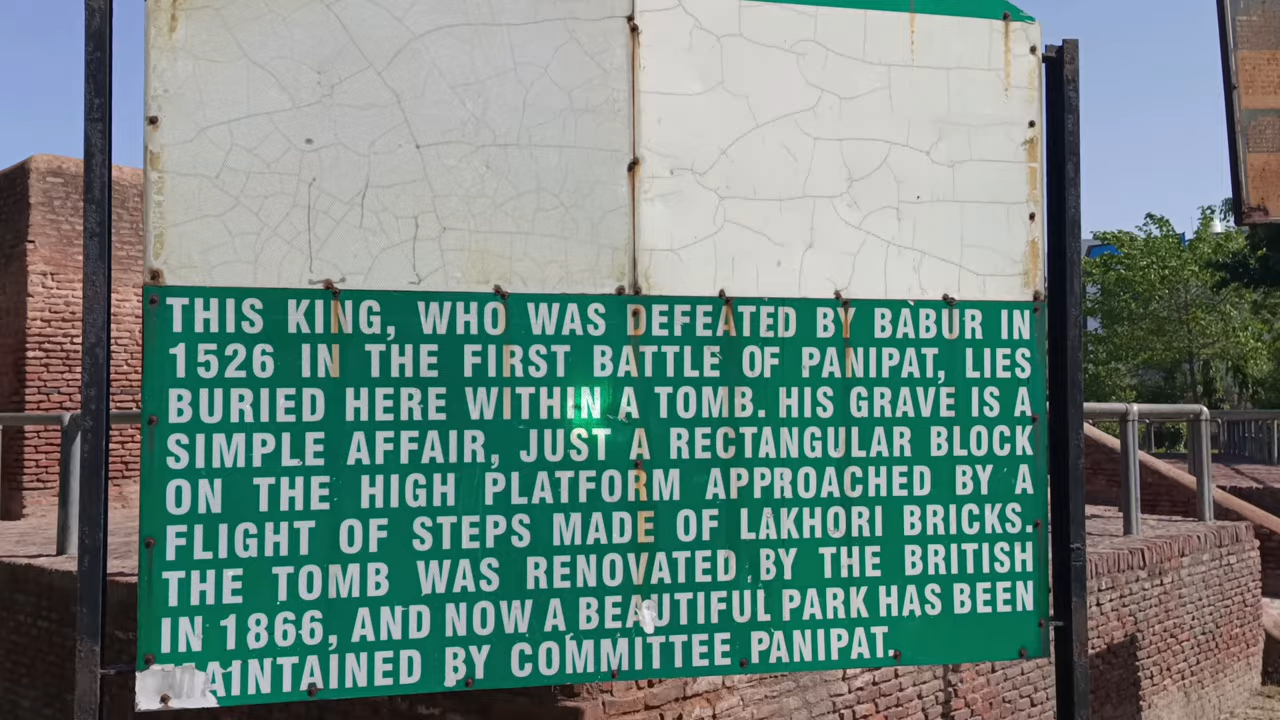 THIS KING, WHO WAS DEFEATED BY BABUR IN
1526 IN THE FIRST BATTLE OF PANIPAT, LIES
BURIED HERE WITHIN A TOMB. HIS GRAVE IS A
SIMPLE AFFAIR, JUST A RECTANGULAR BLOCK
ON THE HIGH PLATFORM APPROACHED BY A
FLIGHT OF STEPS MADE OF LAKHORI BRICKS.
THE TOMB WAS RENOVATED BY THE BRITISH
IN 1866, AND NOW A BEAUTIFUL PARK HAS BEEN
MAINTAINED BY COMMITTEE PANIPAT.